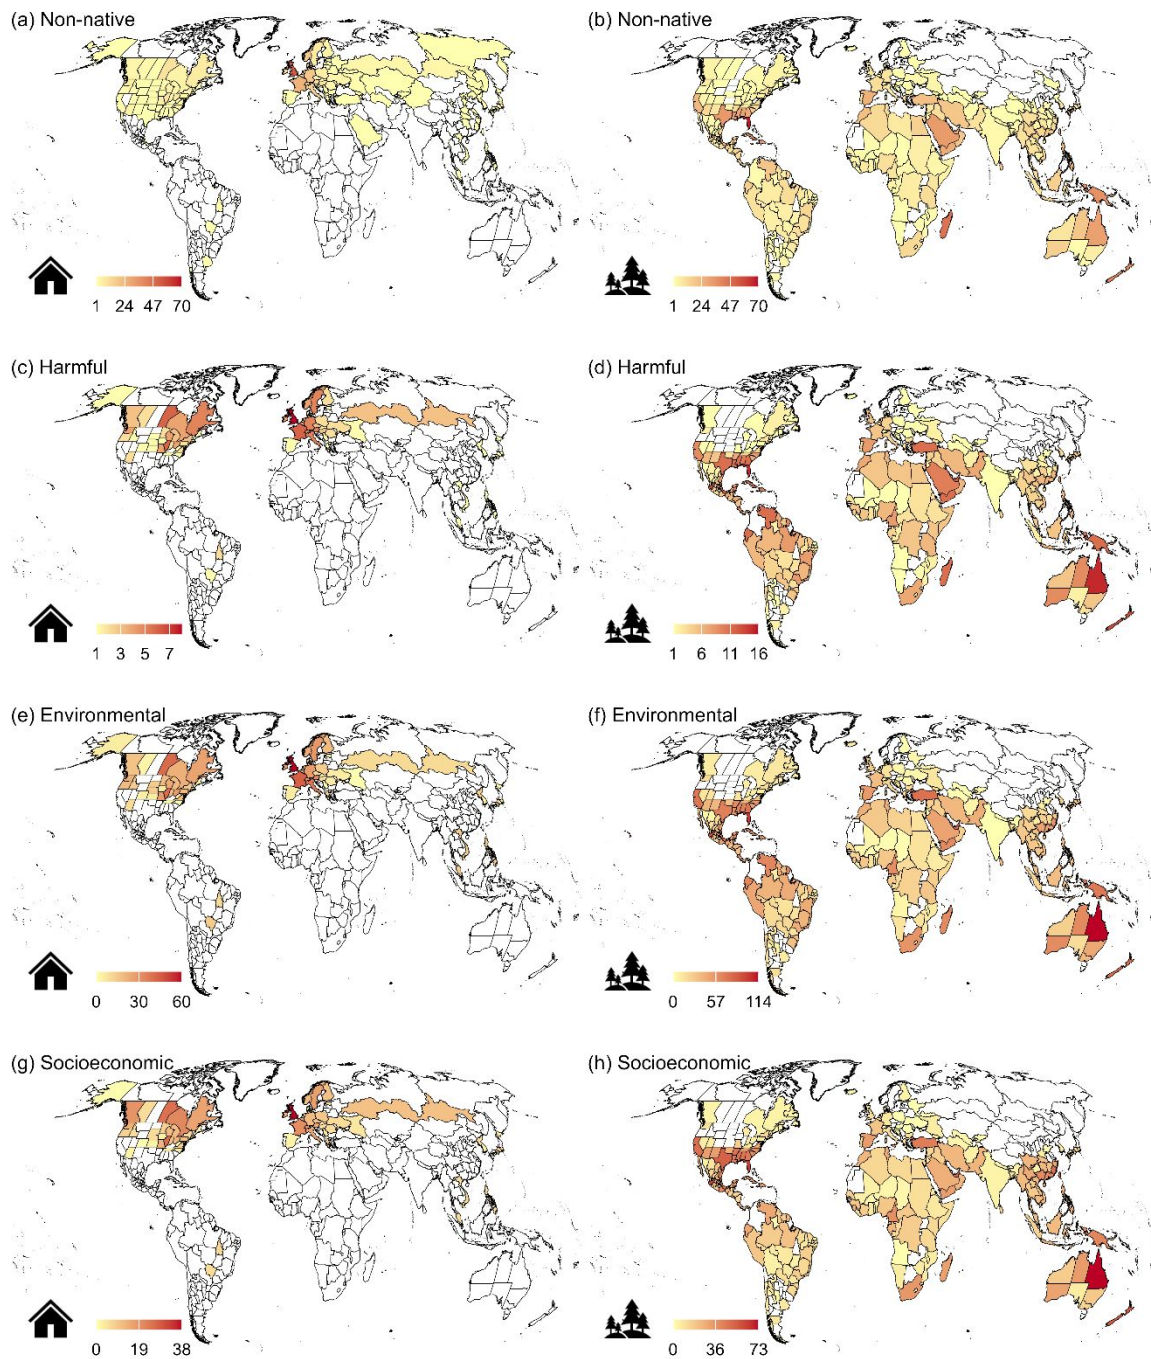 (a) Non-native
(b) Non-native
1 24 47 70
1 24 47 70
(c) Harmful
(d) Harmful
1 3 5 7
1 6 11 16
(e) Environmental
(f) Environmental
0 30 60
0 57 114
(g) Socioeconomic
(h) Socioeconomic
0 19 38
0 36 73